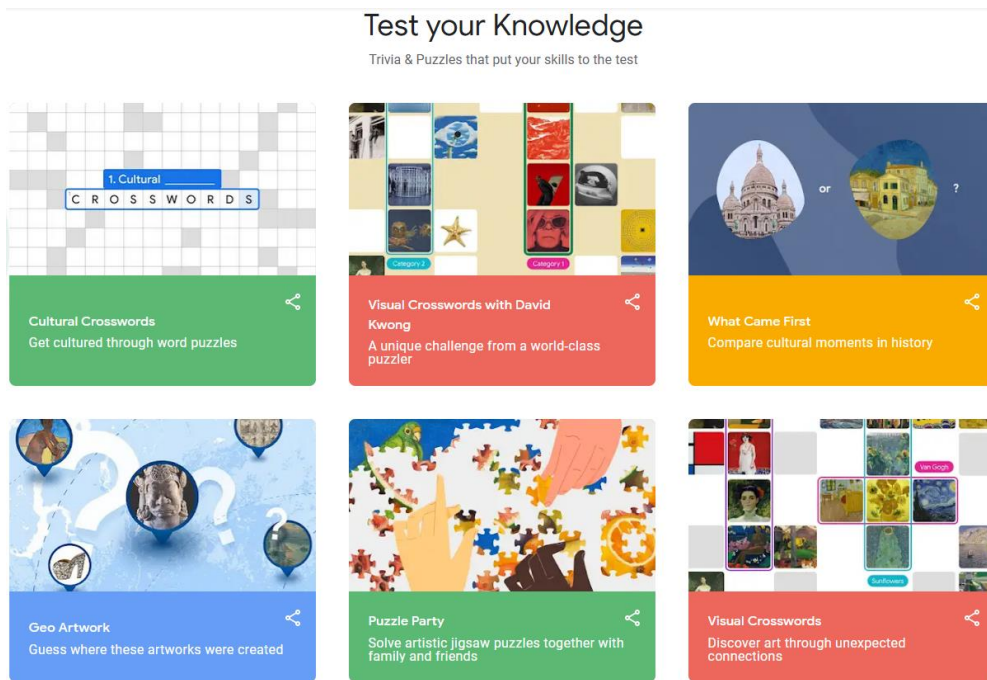 Test your Knowledge
Trivia & Puzzles that put your skills to the test
1. Cultural ________
CROSSWORDS
Cultural Crosswords
Get cultured through word puzzles
Category 2
Category 1
Visual Crosswords with David
Kwong
A unique challenge from a world-class
puzzler
or
?
What Came First
Compare cultural moments in history
?
?
?
Geo Artwork
Guess where these artworks were created
Puzzle Party
Solve artistic jigsaw puzzles together with
family and friends
Van Gogh
Sunflowers
Visual Crosswords
Discover art through unexpected
connections